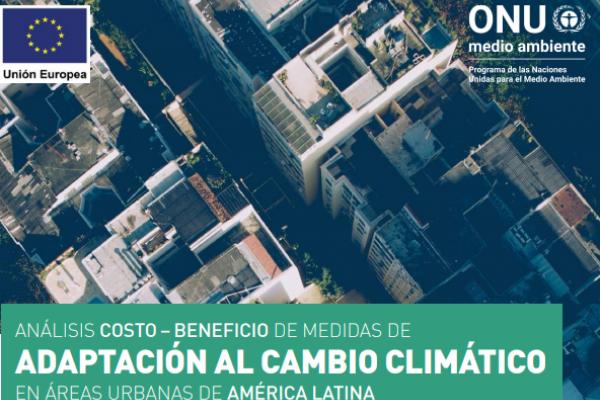 Unión Europea
ONU
medio ambiente
Programa de las Naciones
Unidas para el Medio Ambiente
ANÁLISIS COSTO – BENEFICIO DE MEDIDAS DE
ADAPTACIÓN AL CAMBIO CLIMÁTICO
EN ÁREAS URBANAS DE AMÉRICA LATINA